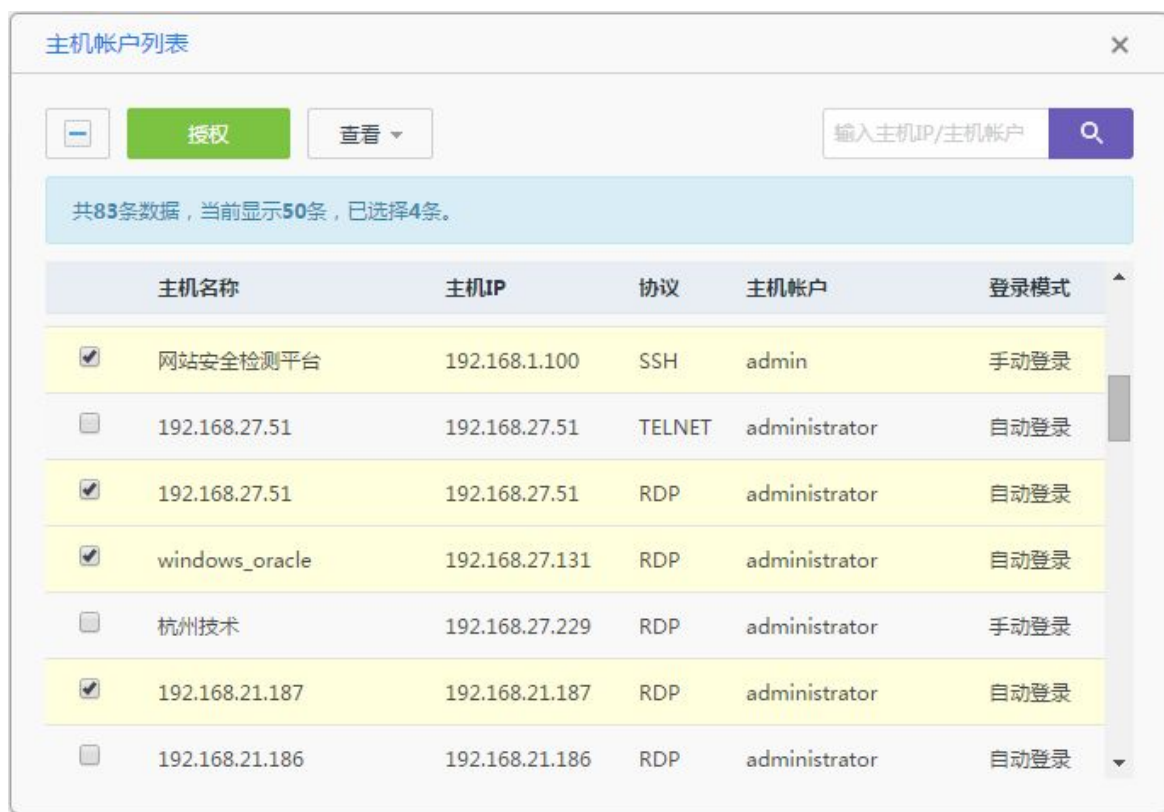 主机帐户列表
授权 查看 输入主机IP/主机帐户
共83条数据，当前显示50条，已选择4条。
主机名称 主机IP 协议 主机帐户 登录模式
网站安全检测平台 192.168.1.100 SSH admin 手动登录
192.168.27.51 192.168.27.51 TELNET administrator 自动登录
192.168.27.51 192.168.27.51 RDP administrator 自动登录
windows_oracle 192.168.27.131 RDP administrator 自动登录
杭州技术 192.168.27.229 RDP administrator 手动登录
192.168.21.187 192.168.21.187 RDP administrator 自动登录
192.168.21.186 192.168.21.186 RDP administrator 自动登录